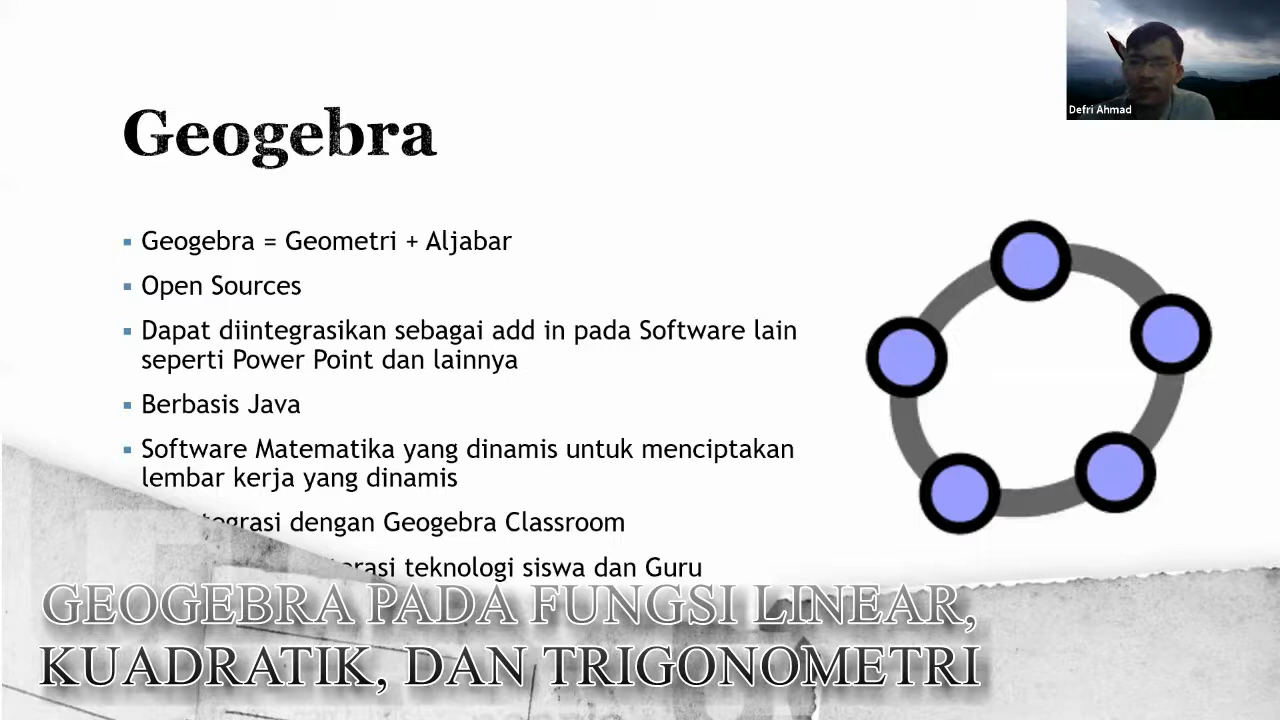 Defri Ahmad
Geogebra
Geogebra = Geometri + Aljabar
Open Sources
Dapat diintegrasikan sebagai add in pada Software lain
seperti Power Point dan lainnya
Berbasis Java
Software Matematika yang dinamis untuk menciptakan
lembar kerja yang dinamis
dengan Geogebra Classroom
teknologi siswa dan Guru
GEOGEBRA PADA FUNGSI LINEAR,
KUADRATIK, DAN TRIGONOMETRI